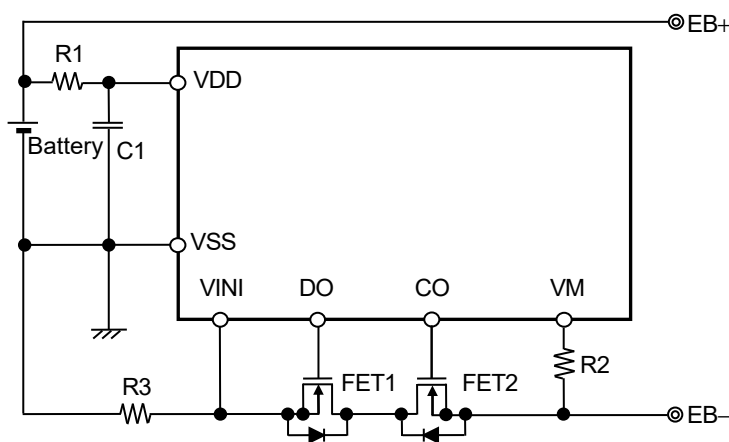 EB+
R1
VDD
Battery
C1
VSS
VINI
DO
CO
VM
R3
FET1
FET2
R2
EB−